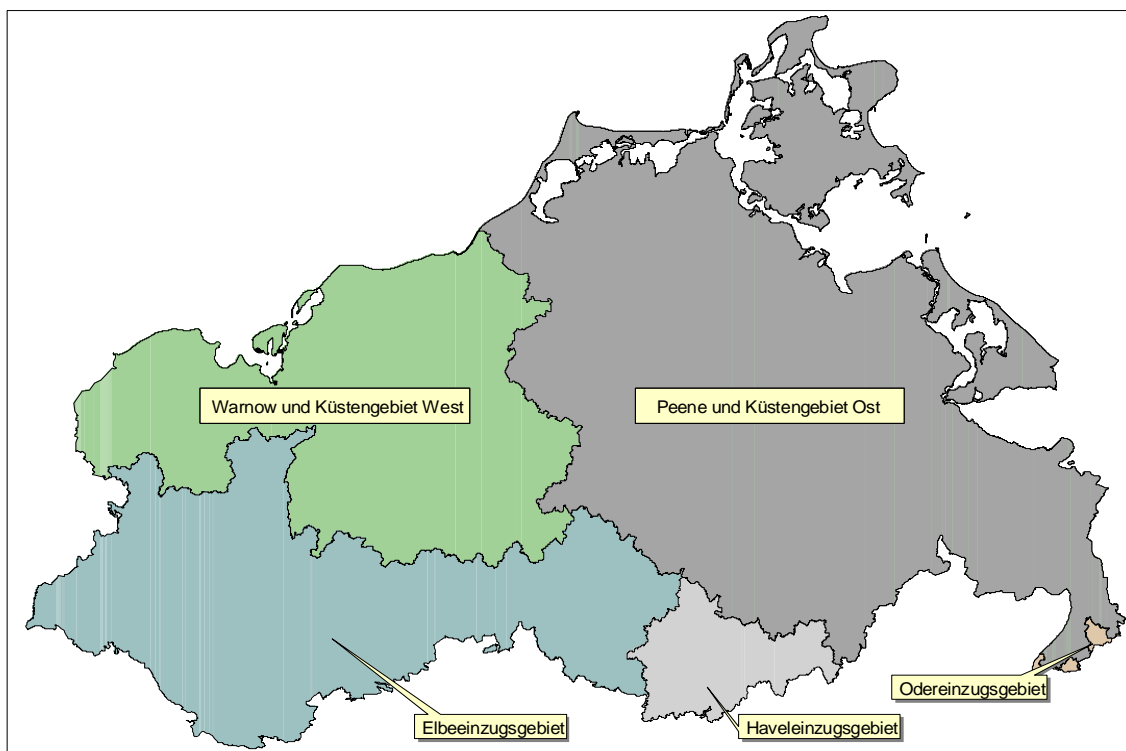 Warnow und Küstengebiet West
Peene und Küstengebiet Ost
Odereinzugsgebiet
Elbeeinzugsgebiet
Haveleinzugsgebiet